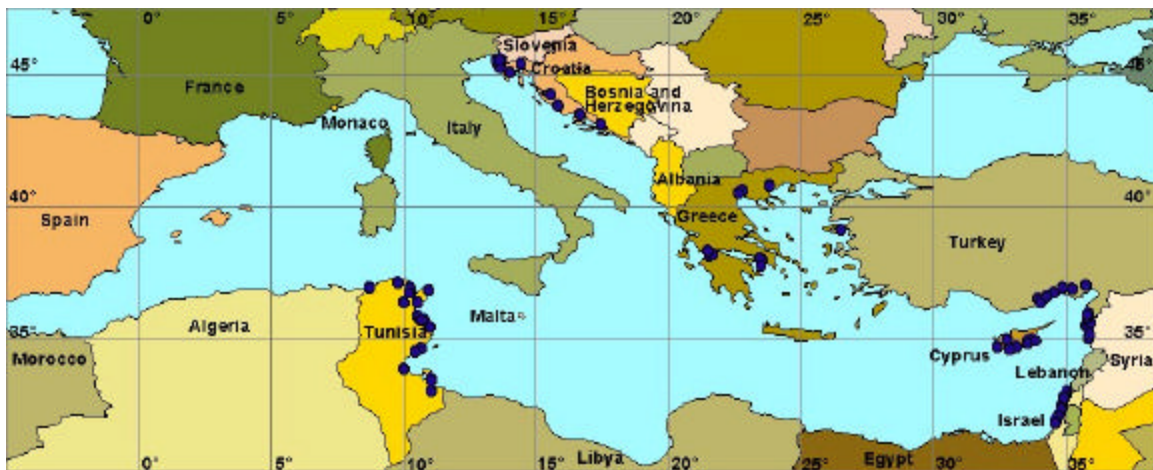 0° 5° 10° 15° 20° 25° 30° 35°
Slovenia
45° Croatia 45°
France
Bosnia and
Herzegovina
Monaco
Italy
Albania
40° 40°
Spain Greece
Turkey
Malta
Algeria
Tunisia
35° 35°
Morocco
Cyprus
Syria
Lebanon
Israel
Libya
Egypt
0° 5° 10° 15° 20° 25° 30° 35°